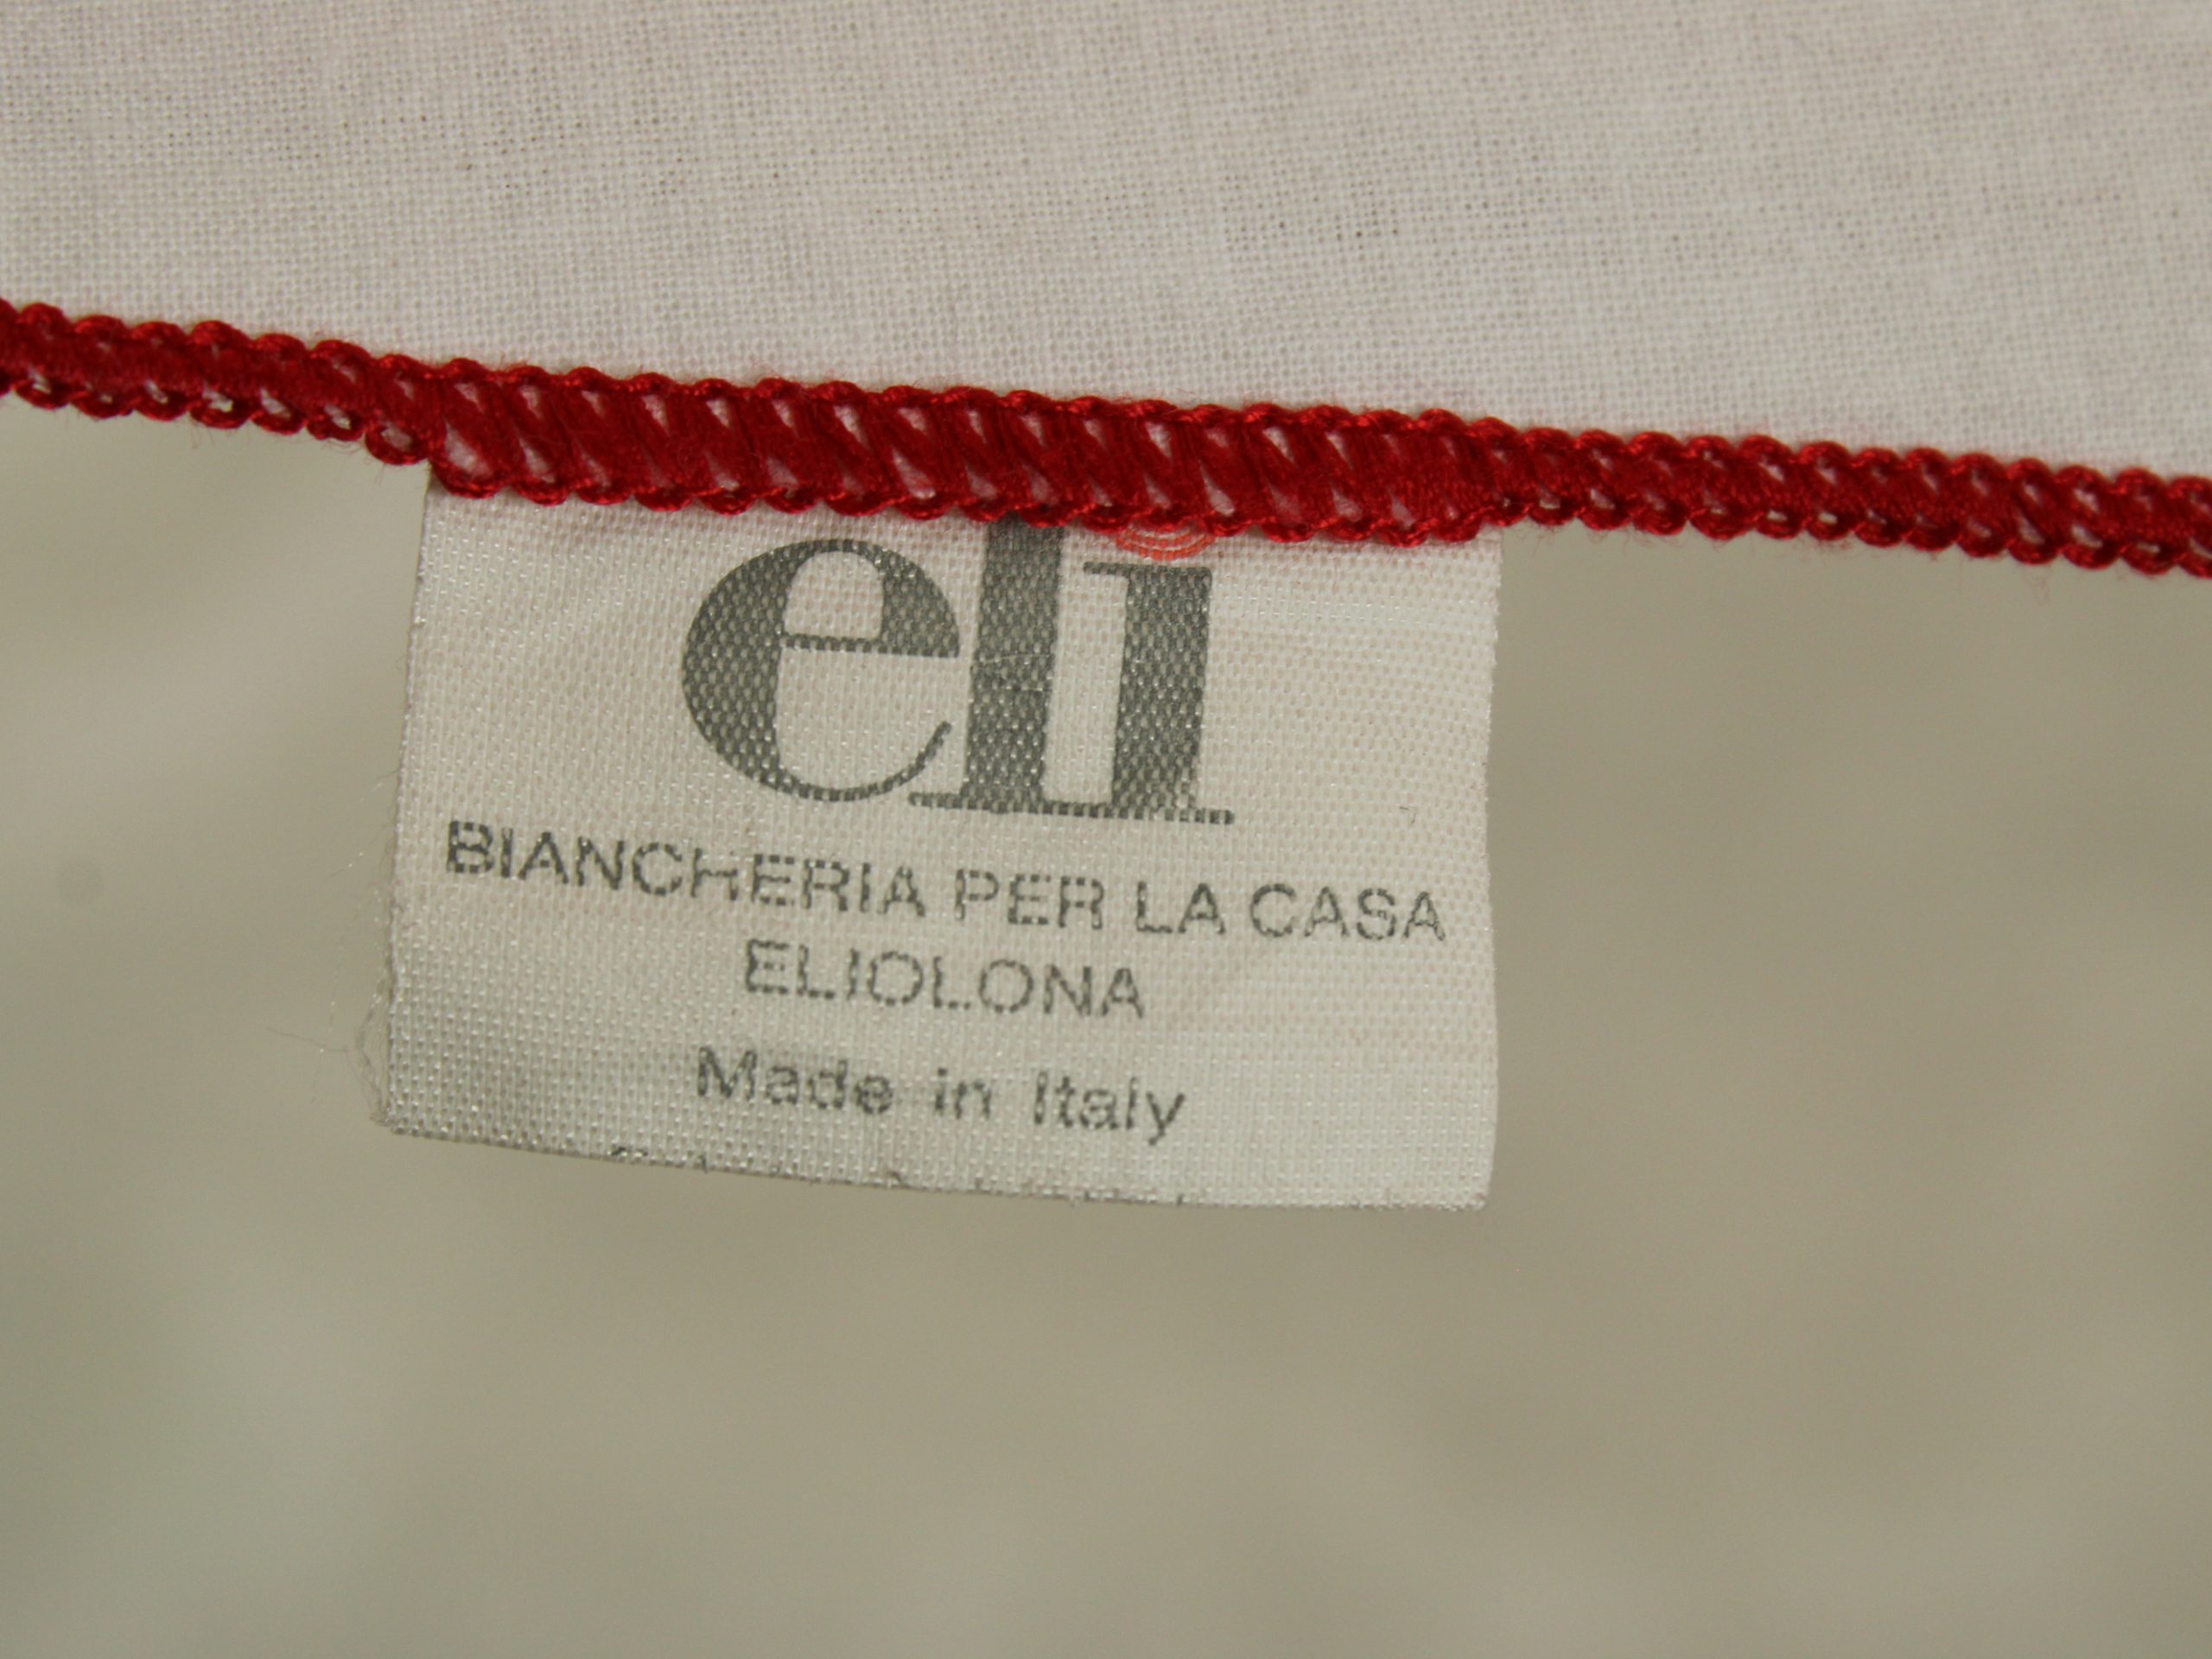 eli
BIANCHERIA PER LA CASA
ELIOLONA
Made in Italy